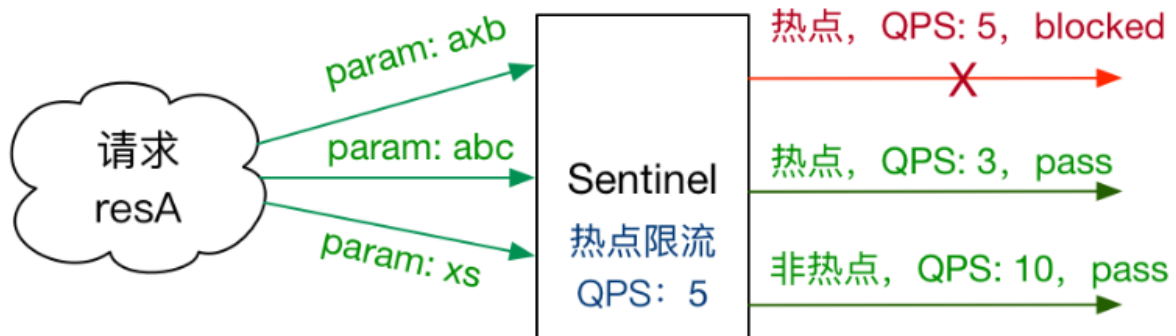 请求
resA
param: axb
param: abc
param: xs
Sentinel
热点限流
QPS：5
热点，QPS: 5，blocked
X
热点，QPS: 3，pass
非热点，QPS: 10，pass